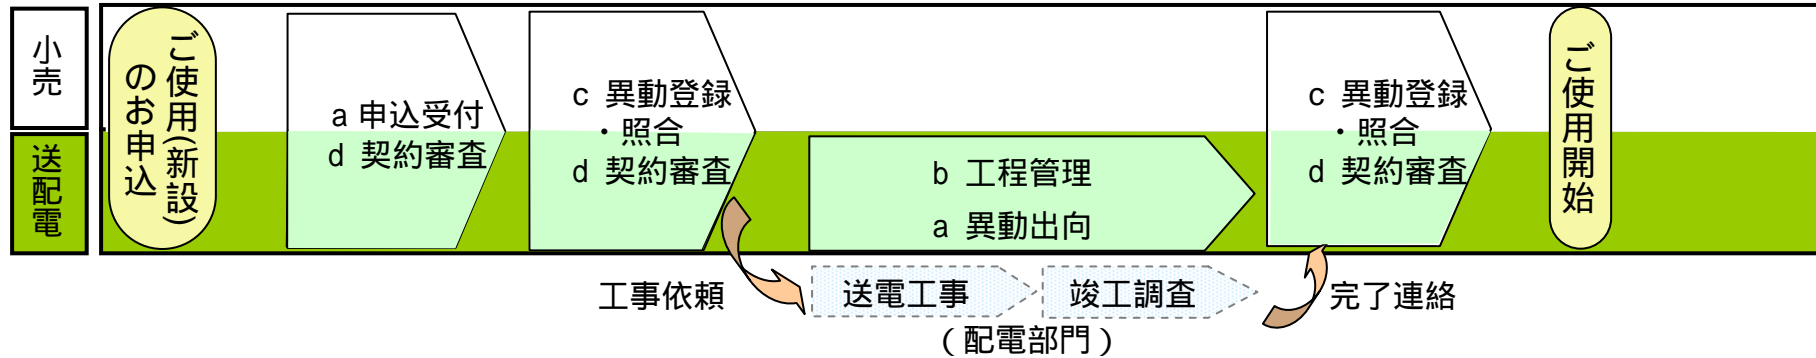 小売
送配電
ご使用(新設)
のお申込
a 申込受付
d 契約審査
c 異動登録
・照合
d 契約審査
b 工程管理
a 異動出向
c 異動登録
・照合
d 契約審査
ご使用開始
工事依頼
送電工事
竣工調査
完了連絡
(配電部門)